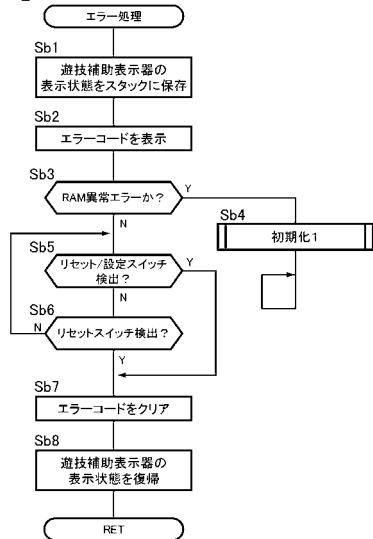 エラー処理
Sb1
遊技補助表示器の
表示状態をスタックに保存
Sb2
エラーコードを表示
Sb3
RAM異常エラーか？
Y
N
Sb4
初期化1
Sb5
リセット/設定スイッチ
検出？
Y
N
Sb6
リセットスイッチ検出？
N
Y
Sb7
エラーコードをクリア
Sb8
遊技補助表示器の
表示状態を復帰
RET